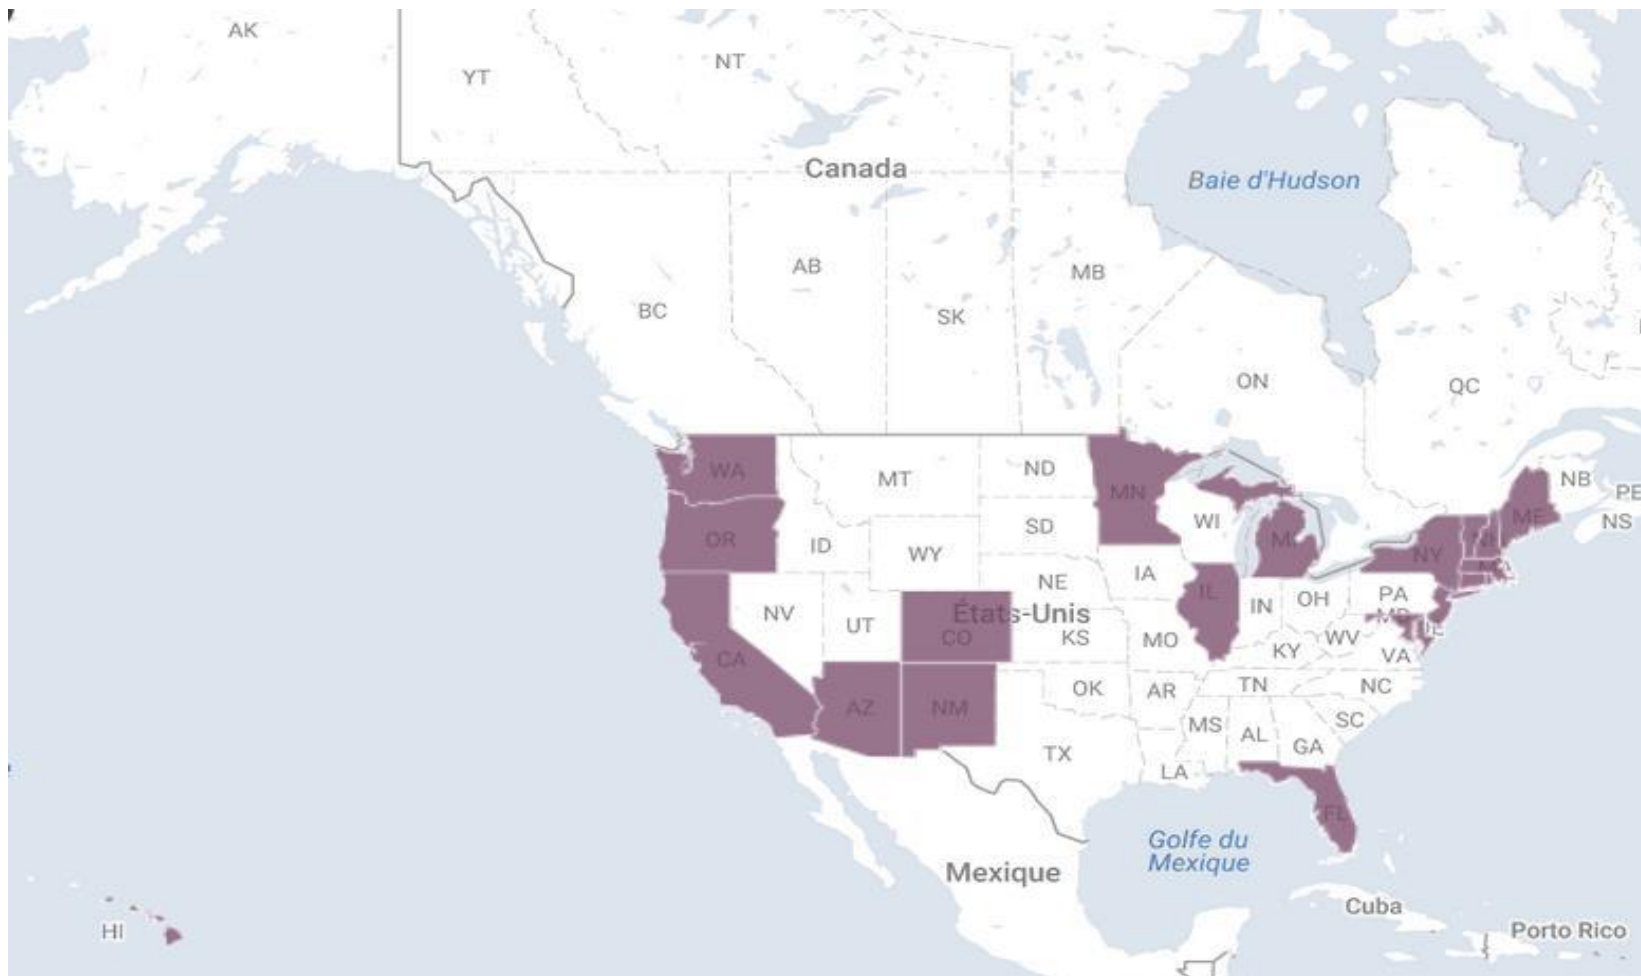 AK
YT
NT
Canada
Baie d'Hudson
AB
MB
BC
SK
ON
QC
WA
MT
ND
MN
NB
PE
OR
ID
WY
SD
WI
MI
NY
ME
NS
NV
UT
CO
États-Unis
NE
IA
IL
IN
OH
PA
KS
MO
KY
WV
VA
CA
AZ
NM
OK
AR
TN
NC
TX
MS
AL
GA
SC
LA
FL
Golfe du
Mexique
Mexique
Cuba
HI
Porto Rico